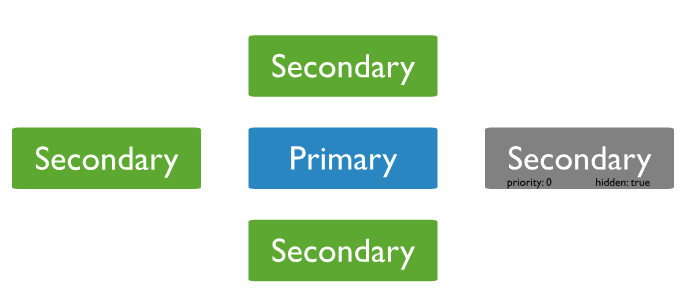 Secondary
Secondary
Primary
Secondary
priority: 0
hidden: true
Secondary